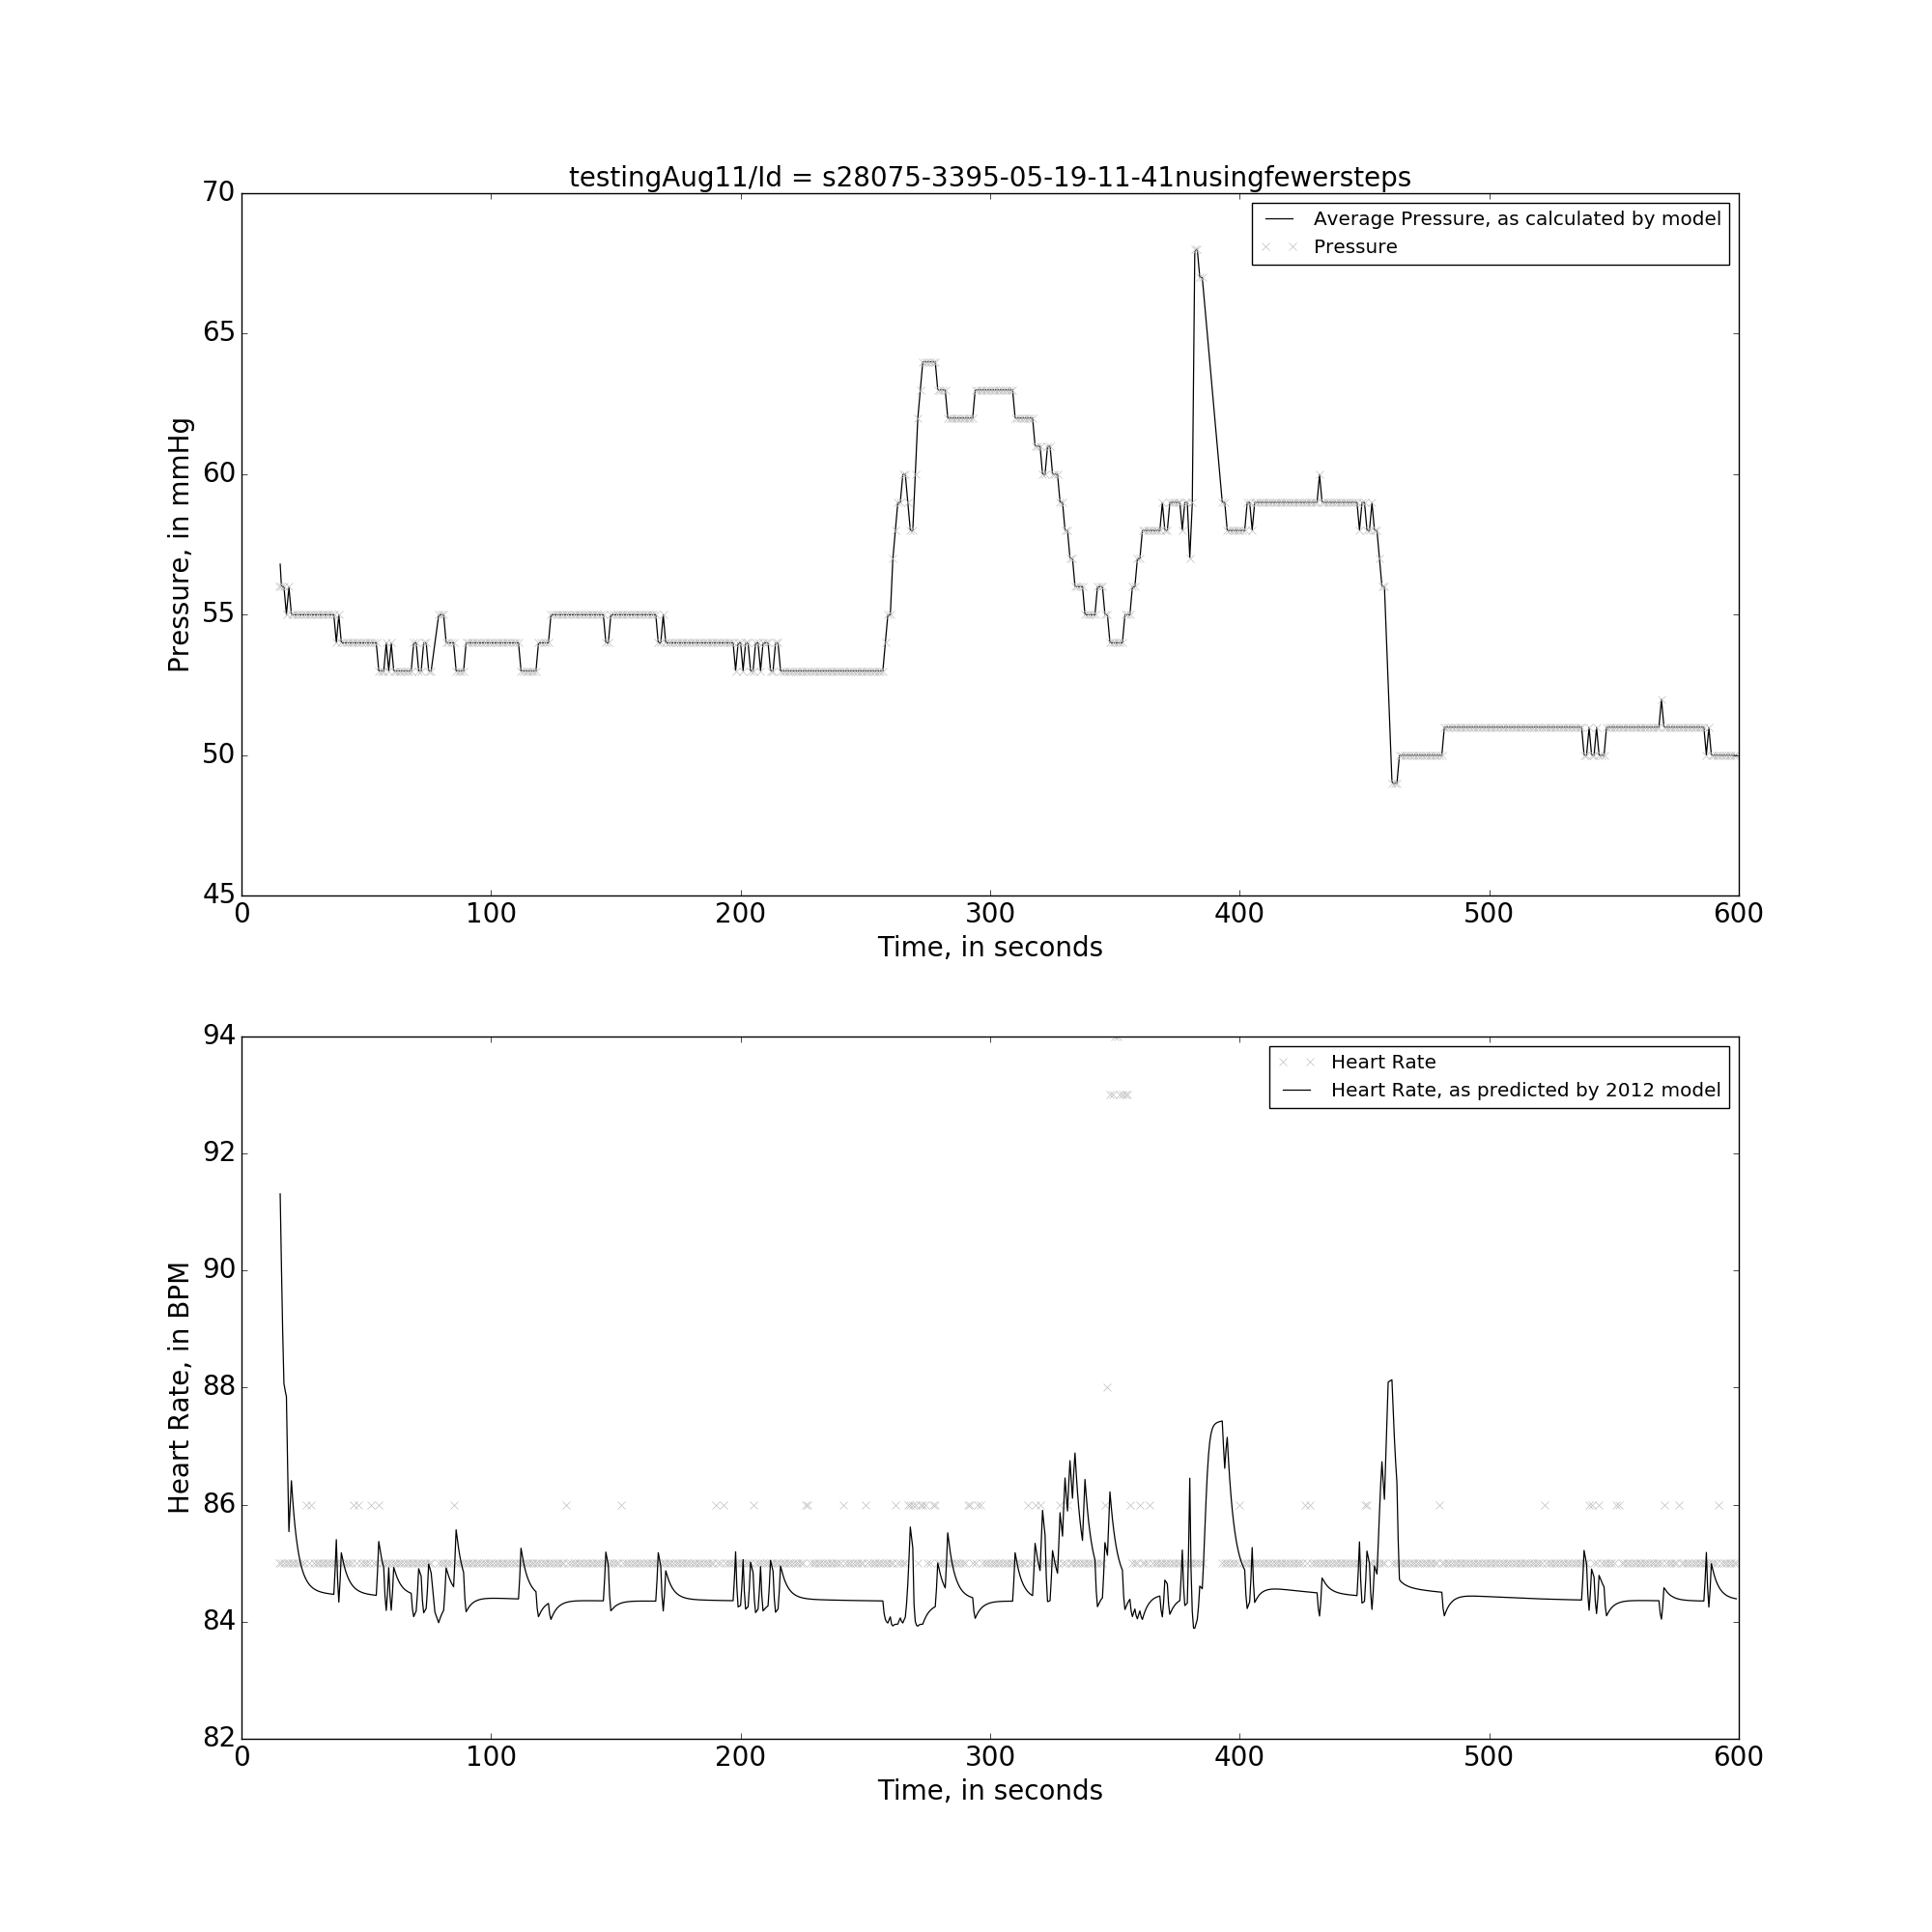 testingAug11/Id = s28075-3395-05-19-11-41nusingfewersteps
70
65
60
55
50
45
Pressure, in mmHg
Average Pressure, as calculated by model
Pressure
0 100 200 300 400 500 600
Time, in seconds
94
92
90
88
86
84
82
Heart Rate, in BPM
Heart Rate
Heart Rate, as predicted by 2012 model
0 100 200 300 400 500 600
Time, in seconds